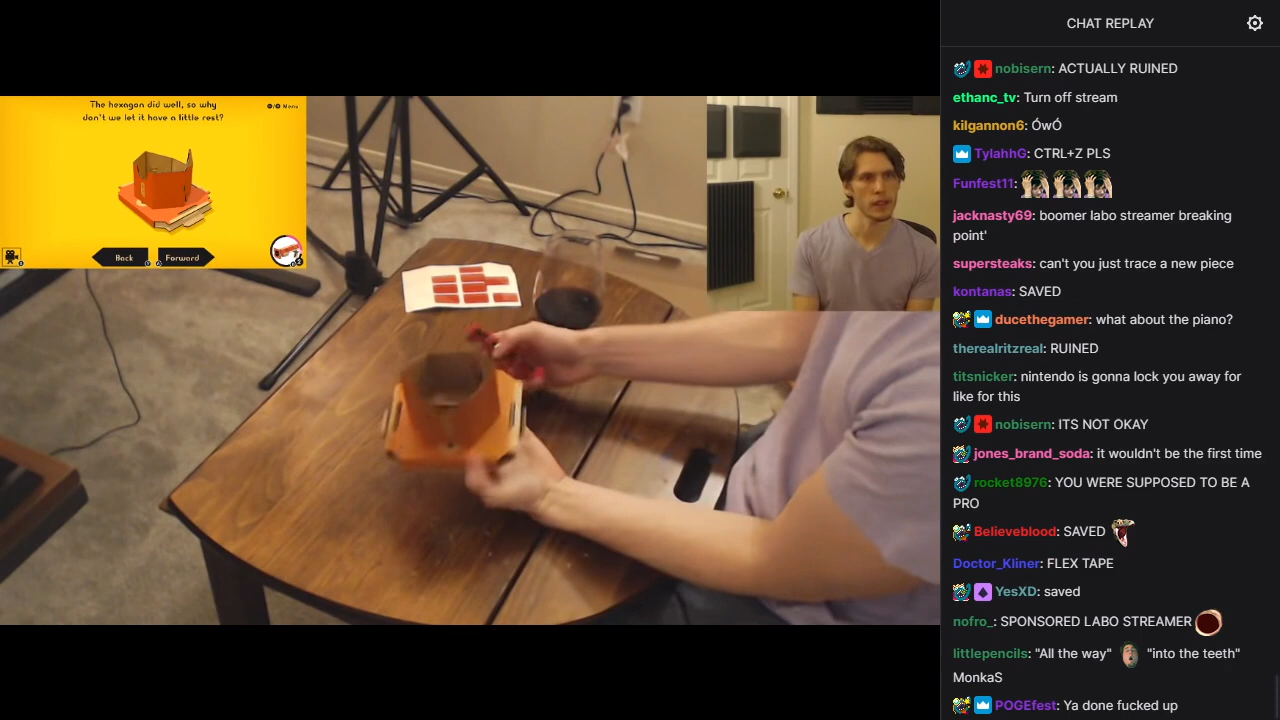 The hexagon did well, so why
don't we let it have a little rest?
Menu
Back
Forward
CHAT REPLAY
nobisern: ACTUALLY RUINED
ethanc_tv: Turn off stream
kilgannon6: ÓwÓ
TylahhG: CTRL+Z PLS
Funfest11:
jacknasty69: boomer labo streamer breaking
point'
supersteaks: can't you just trace a new piece
kontanas: SAVED
ducethegamer: what about the piano?
therealritzreal: RUINED
titsnicker: nintendo is gonna lock you away for
like for this
nobisern: ITS NOT OKAY
jones_brand_soda: it wouldn't be the first time
rocket8976: YOU WERE SUPPOSED TO BE A
PRO
Believeblood: SAVED
Doctor_Kliner: FLEX TAPE
YesXD: saved
nofro_: SPONSORED LABO STREAMER
littlepencils: "All the way" "into the teeth"
MonkaS
POGEfest: Ya done fucked up